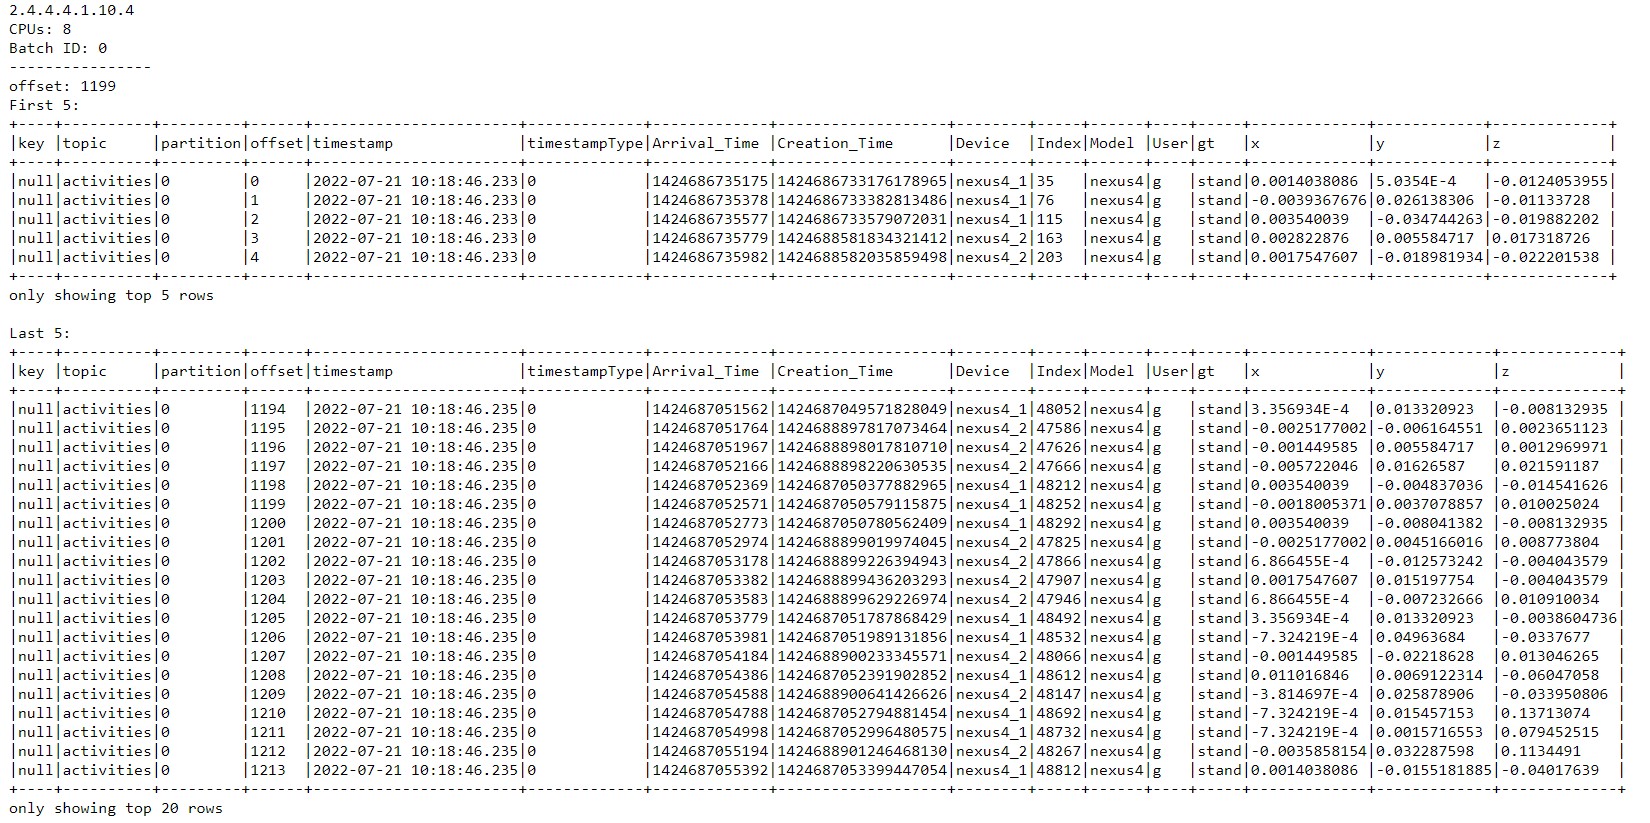 2.4.4.4.1.10.4
CPUs: 8
Batch ID: 0
----------------
offset: 1199
First 5:
+----+----------+---------+------+-----------------------+-------------+-------------+-------------------+--------+-----+------+----+-----+-------------+------------+-------------+
|key |topic     |partition|offset|timestamp              |timestampType|Arrival_Time |Creation_Time      |Device  |Index|Model |User|gt   |x            |y           |z            |
+----+----------+---------+------+-----------------------+-------------+-------------+-------------------+--------+-----+------+----+-----+-------------+------------+-------------+
|null|activities|0        |0     |2022-07-21 10:18:46.233|0            |1424686735175|1424686733176178965|nexus4_1|35   |nexus4|g   |stand|0.0014038086 |5.0354E-4   |-0.0124053955|
|null|activities|0        |1     |2022-07-21 10:18:46.233|0            |1424686735378|1424686733382813486|nexus4_1|76   |nexus4|g   |stand|-0.0039367676|0.026138306 |-0.01133728  |
|null|activities|0        |2     |2022-07-21 10:18:46.233|0            |1424686735577|1424686733579072031|nexus4_1|115  |nexus4|g   |stand|0.003540039  |-0.034744263|-0.019882202 |
|null|activities|0        |3     |2022-07-21 10:18:46.233|0            |1424686735779|1424688581834321412|nexus4_2|163  |nexus4|g   |stand|0.002822876  |0.005584717 |0.017318726  |
|null|activities|0        |4     |2022-07-21 10:18:46.233|0            |1424686735982|1424688582035859498|nexus4_2|203  |nexus4|g   |stand|0.0017547607 |-0.018981934|-0.022201538 |
+----+----------+---------+------+-----------------------+-------------+-------------+-------------------+--------+-----+------+----+-----+-------------+------------+-------------+
only showing top 5 rows
Last 5:
+----+----------+---------+------+-----------------------+-------------+-------------+-------------------+--------+-----+------+----+-----+-------------+-------------+-------------+
|key |topic     |partition|offset|timestamp              |timestampType|Arrival_Time |Creation_Time      |Device  |Index|Model |User|gt   |x            |y            |z            |
+----+----------+---------+------+-----------------------+-------------+-------------+-------------------+--------+-----+------+----+-----+-------------+-------------+-------------+
|null|activities|0        |1194  |2022-07-21 10:18:46.235|0            |1424687051562|1424687049571828049|nexus4_1|48052|nexus4|g   |stand|3.356934E-4  |0.013320923  |-0.008132935 |
|null|activities|0        |1195  |2022-07-21 10:18:46.235|0            |1424687051764|1424688897817073464|nexus4_2|47586|nexus4|g   |stand|-0.0025177002|-0.006164551 |0.0023651123 |
|null|activities|0        |1196  |2022-07-21 10:18:46.235|0            |1424687051967|1424688898017810710|nexus4_2|47626|nexus4|g   |stand|-0.001449585 |0.005584717  |0.0012969971 |
|null|activities|0        |1197  |2022-07-21 10:18:46.235|0            |1424687052166|1424688898220630535|nexus4_2|47666|nexus4|g   |stand|-0.005722046 |0.01626587   |0.021591187  |
|null|activities|0        |1198  |2022-07-21 10:18:46.235|0            |1424687052369|1424687050377882965|nexus4_1|48212|nexus4|g   |stand|0.003540039  |-0.004837036 |-0.014541626 |
|null|activities|0        |1199  |2022-07-21 10:18:46.235|0            |1424687052571|1424687050579115875|nexus4_1|48252|nexus4|g   |stand|-0.0018005371|0.0037078857 |0.010025024  |
|null|activities|0        |1200  |2022-07-21 10:18:46.235|0            |1424687052773|1424687050780562409|nexus4_1|48292|nexus4|g   |stand|0.003540039  |-0.008041382 |-0.008132935 |
|null|activities|0        |1201  |2022-07-21 10:18:46.235|0            |1424687052974|1424688899019974045|nexus4_2|47825|nexus4|g   |stand|-0.0025177002|0.0045166016 |0.008773804  |
|null|activities|0        |1202  |2022-07-21 10:18:46.235|0            |1424687053178|1424688899226394943|nexus4_2|47866|nexus4|g   |stand|6.866455E-4  |-0.012573242 |-0.004043579 |
|null|activities|0        |1203  |2022-07-21 10:18:46.235|0            |1424687053382|1424688899436203293|nexus4_2|47907|nexus4|g   |stand|0.0017547607 |0.015197754  |-0.004043579 |
|null|activities|0        |1204  |2022-07-21 10:18:46.235|0            |1424687053583|1424688899629226974|nexus4_2|47946|nexus4|g   |stand|6.866455E-4  |-0.007232666 |0.010910034  |
|null|activities|0        |1205  |2022-07-21 10:18:46.235|0            |1424687053779|1424687051787868429|nexus4_1|48492|nexus4|g   |stand|3.356934E-4  |0.013320923  |-0.0038604736|
|null|activities|0        |1206  |2022-07-21 10:18:46.235|0            |1424687053981|1424687051989131856|nexus4_1|48532|nexus4|g   |stand|-7.324219E-4 |0.04963684   |-0.0337677   |
|null|activities|0        |1207  |2022-07-21 10:18:46.235|0            |1424687054184|1424688900233345571|nexus4_2|48066|nexus4|g   |stand|-0.001449585 |-0.02218628  |0.013046265  |
|null|activities|0        |1208  |2022-07-21 10:18:46.235|0            |1424687054386|1424687052391902852|nexus4_1|48612|nexus4|g   |stand|0.011016846  |0.0069122314 |-0.06047058  |
|null|activities|0        |1209  |2022-07-21 10:18:46.235|0            |1424687054588|1424688900641426626|nexus4_2|48147|nexus4|g   |stand|-3.814697E-4 |0.025878906  |-0.033950806 |
|null|activities|0        |1210  |2022-07-21 10:18:46.235|0            |1424687054788|1424687052794881454|nexus4_1|48692|nexus4|g   |stand|-7.324219E-4 |0.015457153  |0.13713074   |
|null|activities|0        |1211  |2022-07-21 10:18:46.235|0            |1424687054998|1424687052996480575|nexus4_1|48732|nexus4|g   |stand|-7.324219E-4 |0.0015716553 |0.079452515  |
|null|activities|0        |1212  |2022-07-21 10:18:46.235|0            |1424687055194|1424688901246468130|nexus4_2|48267|nexus4|g   |stand|-0.0035858154|0.032287598  |0.1134491    |
|null|activities|0        |1213  |2022-07-21 10:18:46.235|0            |1424687055392|1424687053399447054|nexus4_1|48812|nexus4|g   |stand|0.0014038086 |-0.0155181885|-0.04017639  |
+----+----------+---------+------+-----------------------+-------------+-------------+-------------------+--------+-----+------+----+-----+-------------+-------------+-------------+
only showing top 20 rows